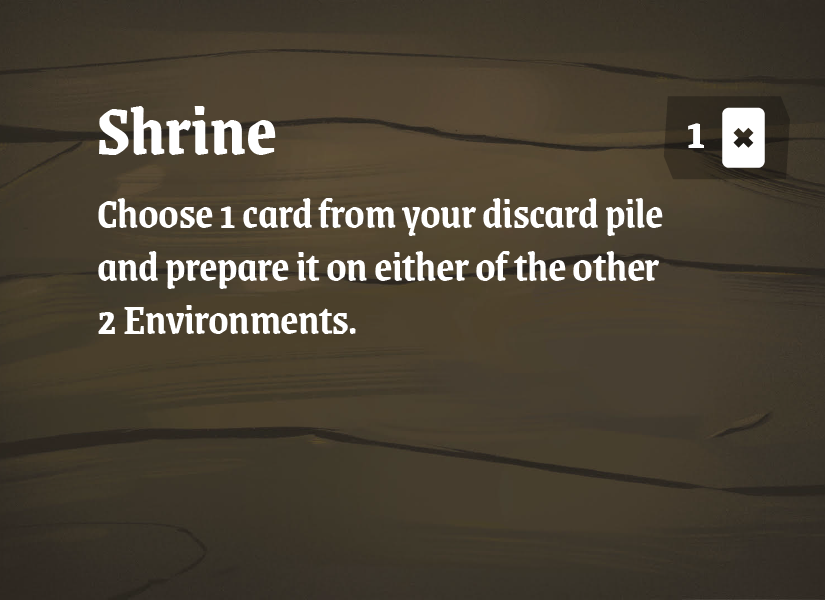 Shrine
1 ✖
Choose 1 card from your discard pile
and prepare it on either of the other
2 Environments.